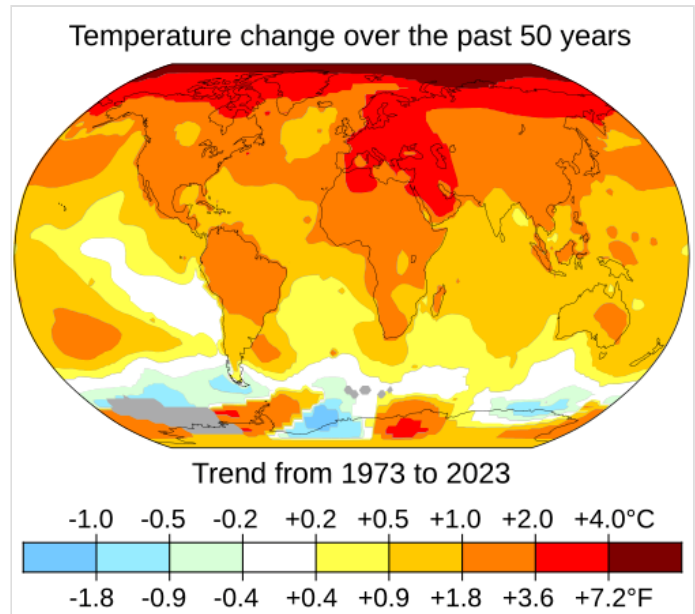 Temperature change over the past 50 years
Trend from 1973 to 2023
-1.0 -0.5 -0.2 +0.2 +0.5 +1.0 +2.0 +4.0°C
-1.8 -0.9 -0.4 +0.4 +0.9 +1.8 +3.6 +7.2°F